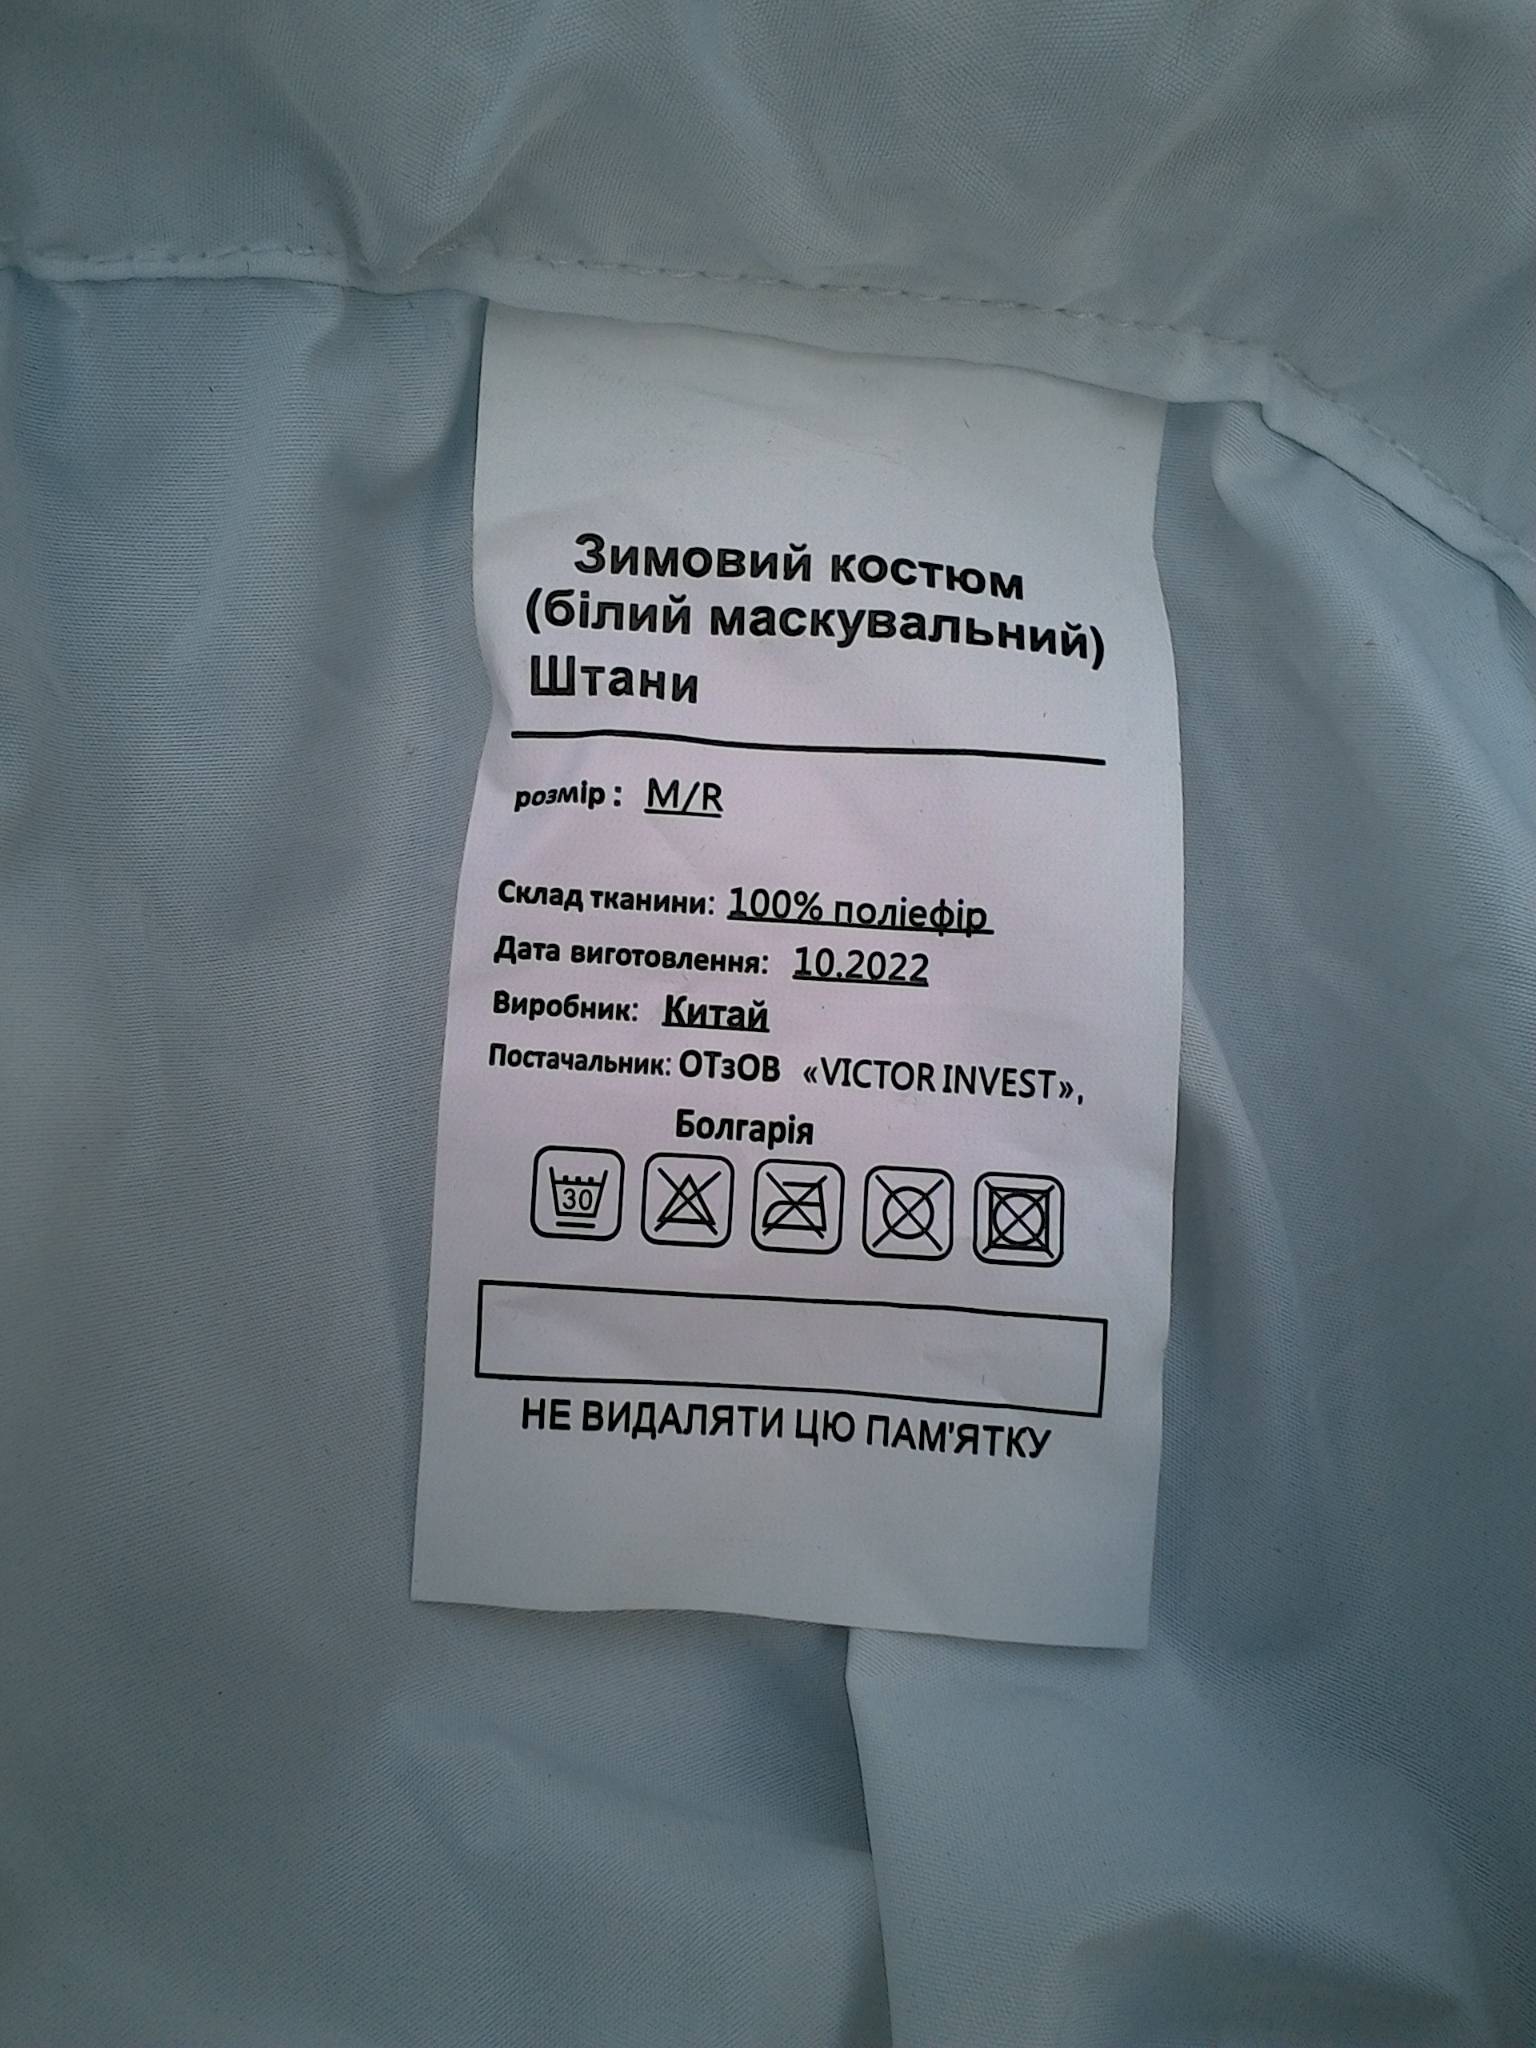 Зимовий костюм
(білий маскувальний)
Штани
розмір: M/R
Склад тканини: 100% поліефір
Дата виготовлення: 10.2022
Виробник: Китай
Постачальник: ОТзОВ «VICTOR INVEST»,
Болгарія
30
НЕ ВИДАЛЯТИ ЦЮ ПАМ'ЯТКУ